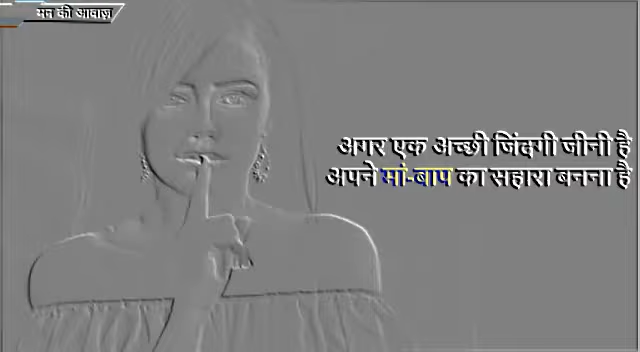 मन की आवाज़
अगर एक अच्छी जिंदगी जीनी है
अपने मां-बाप का सहारा बनना है